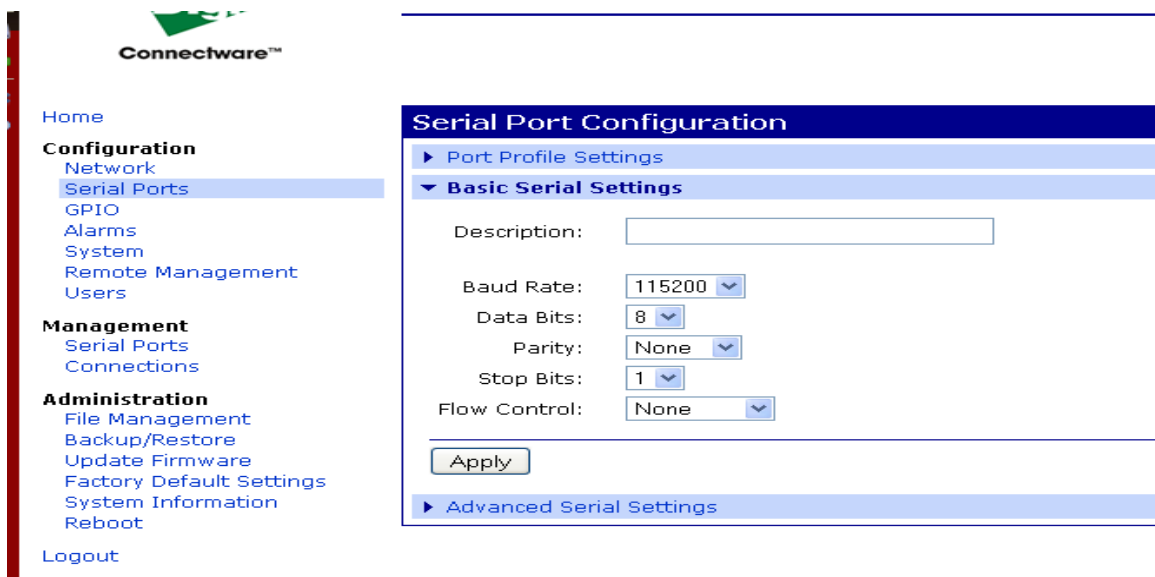 Connectware™
Home
Configuration
Network
Serial Ports
GPIO
Alarms
System
Remote Management
Users
Management
Serial Ports
Connections
Administration
File Management
Backup/Restore
Update Firmware
Factory Default Settings
System Information
Reboot
Logout
Serial Port Configuration
Port Profile Settings
Basic Serial Settings
Description:
Baud Rate: 115200
Data Bits: 8
Parity: None
Stop Bits: 1
Flow Control: None
Apply
Advanced Serial Settings